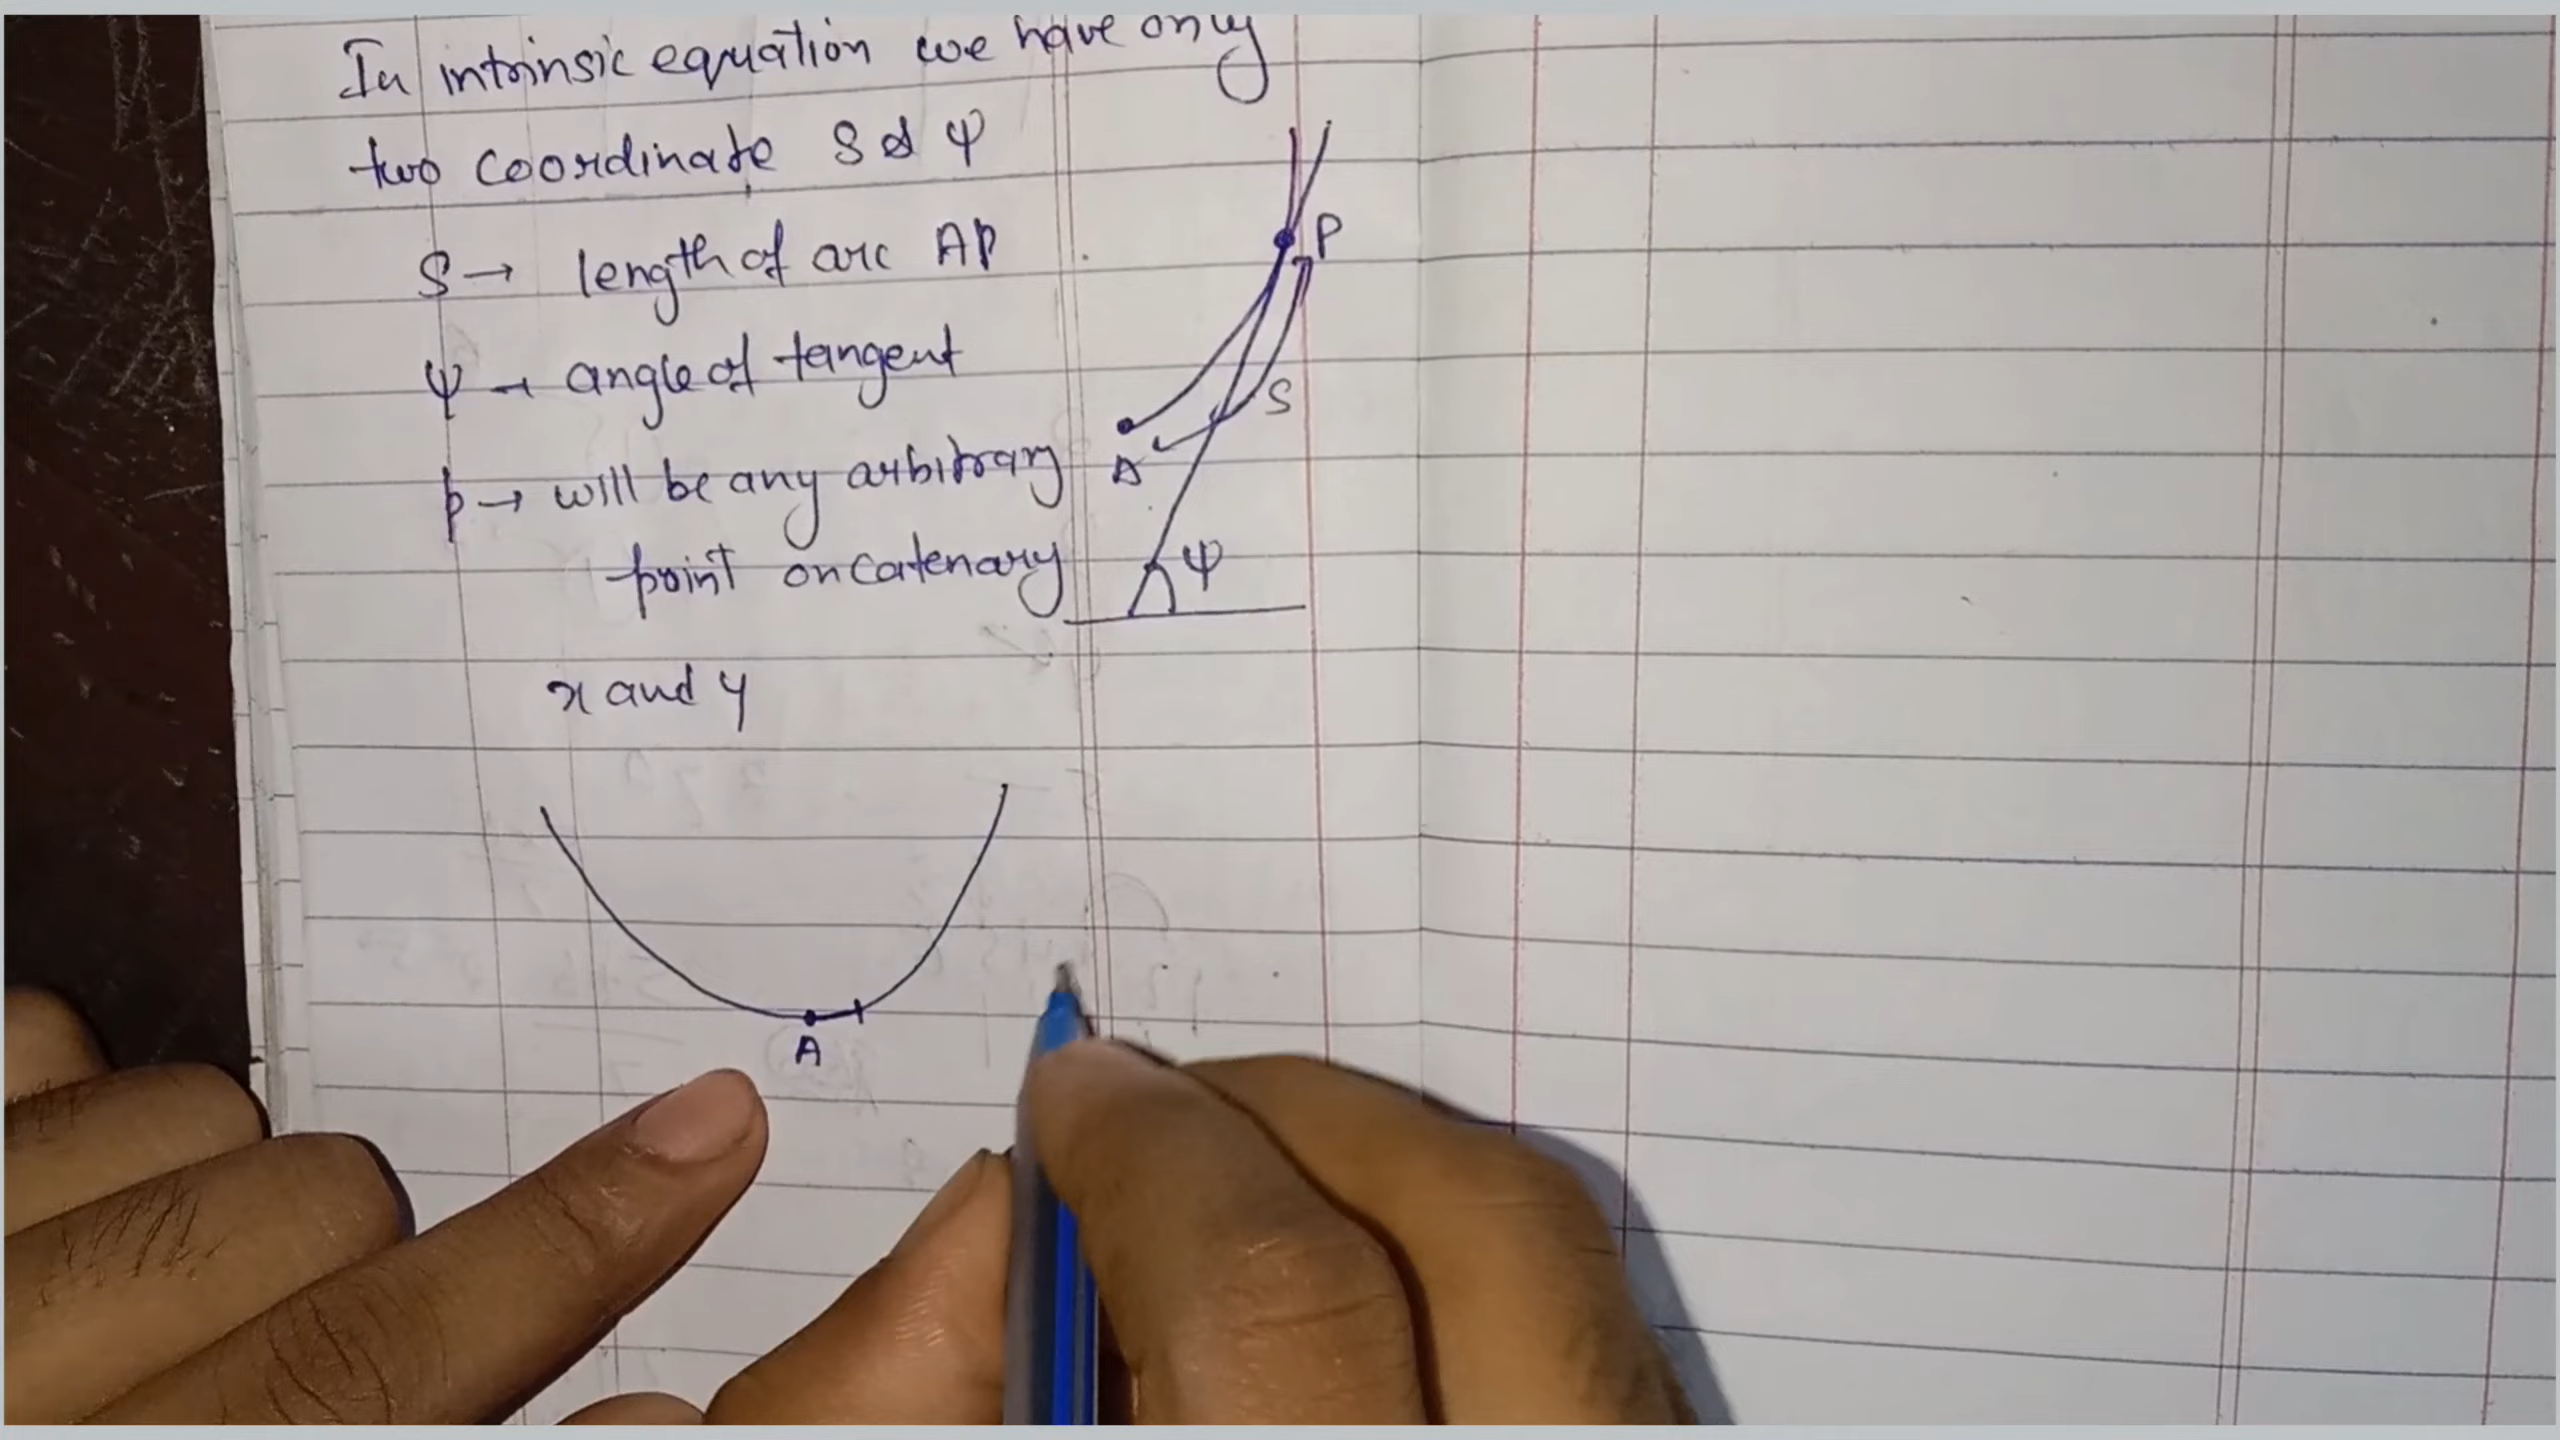 In intrinsic equation we have only
two coordinate S & ψ
S → length of arc AP
ψ → angle of tangent
p → will be any arbitrary
point on catenary
P
S
A
ψ
x and y
A